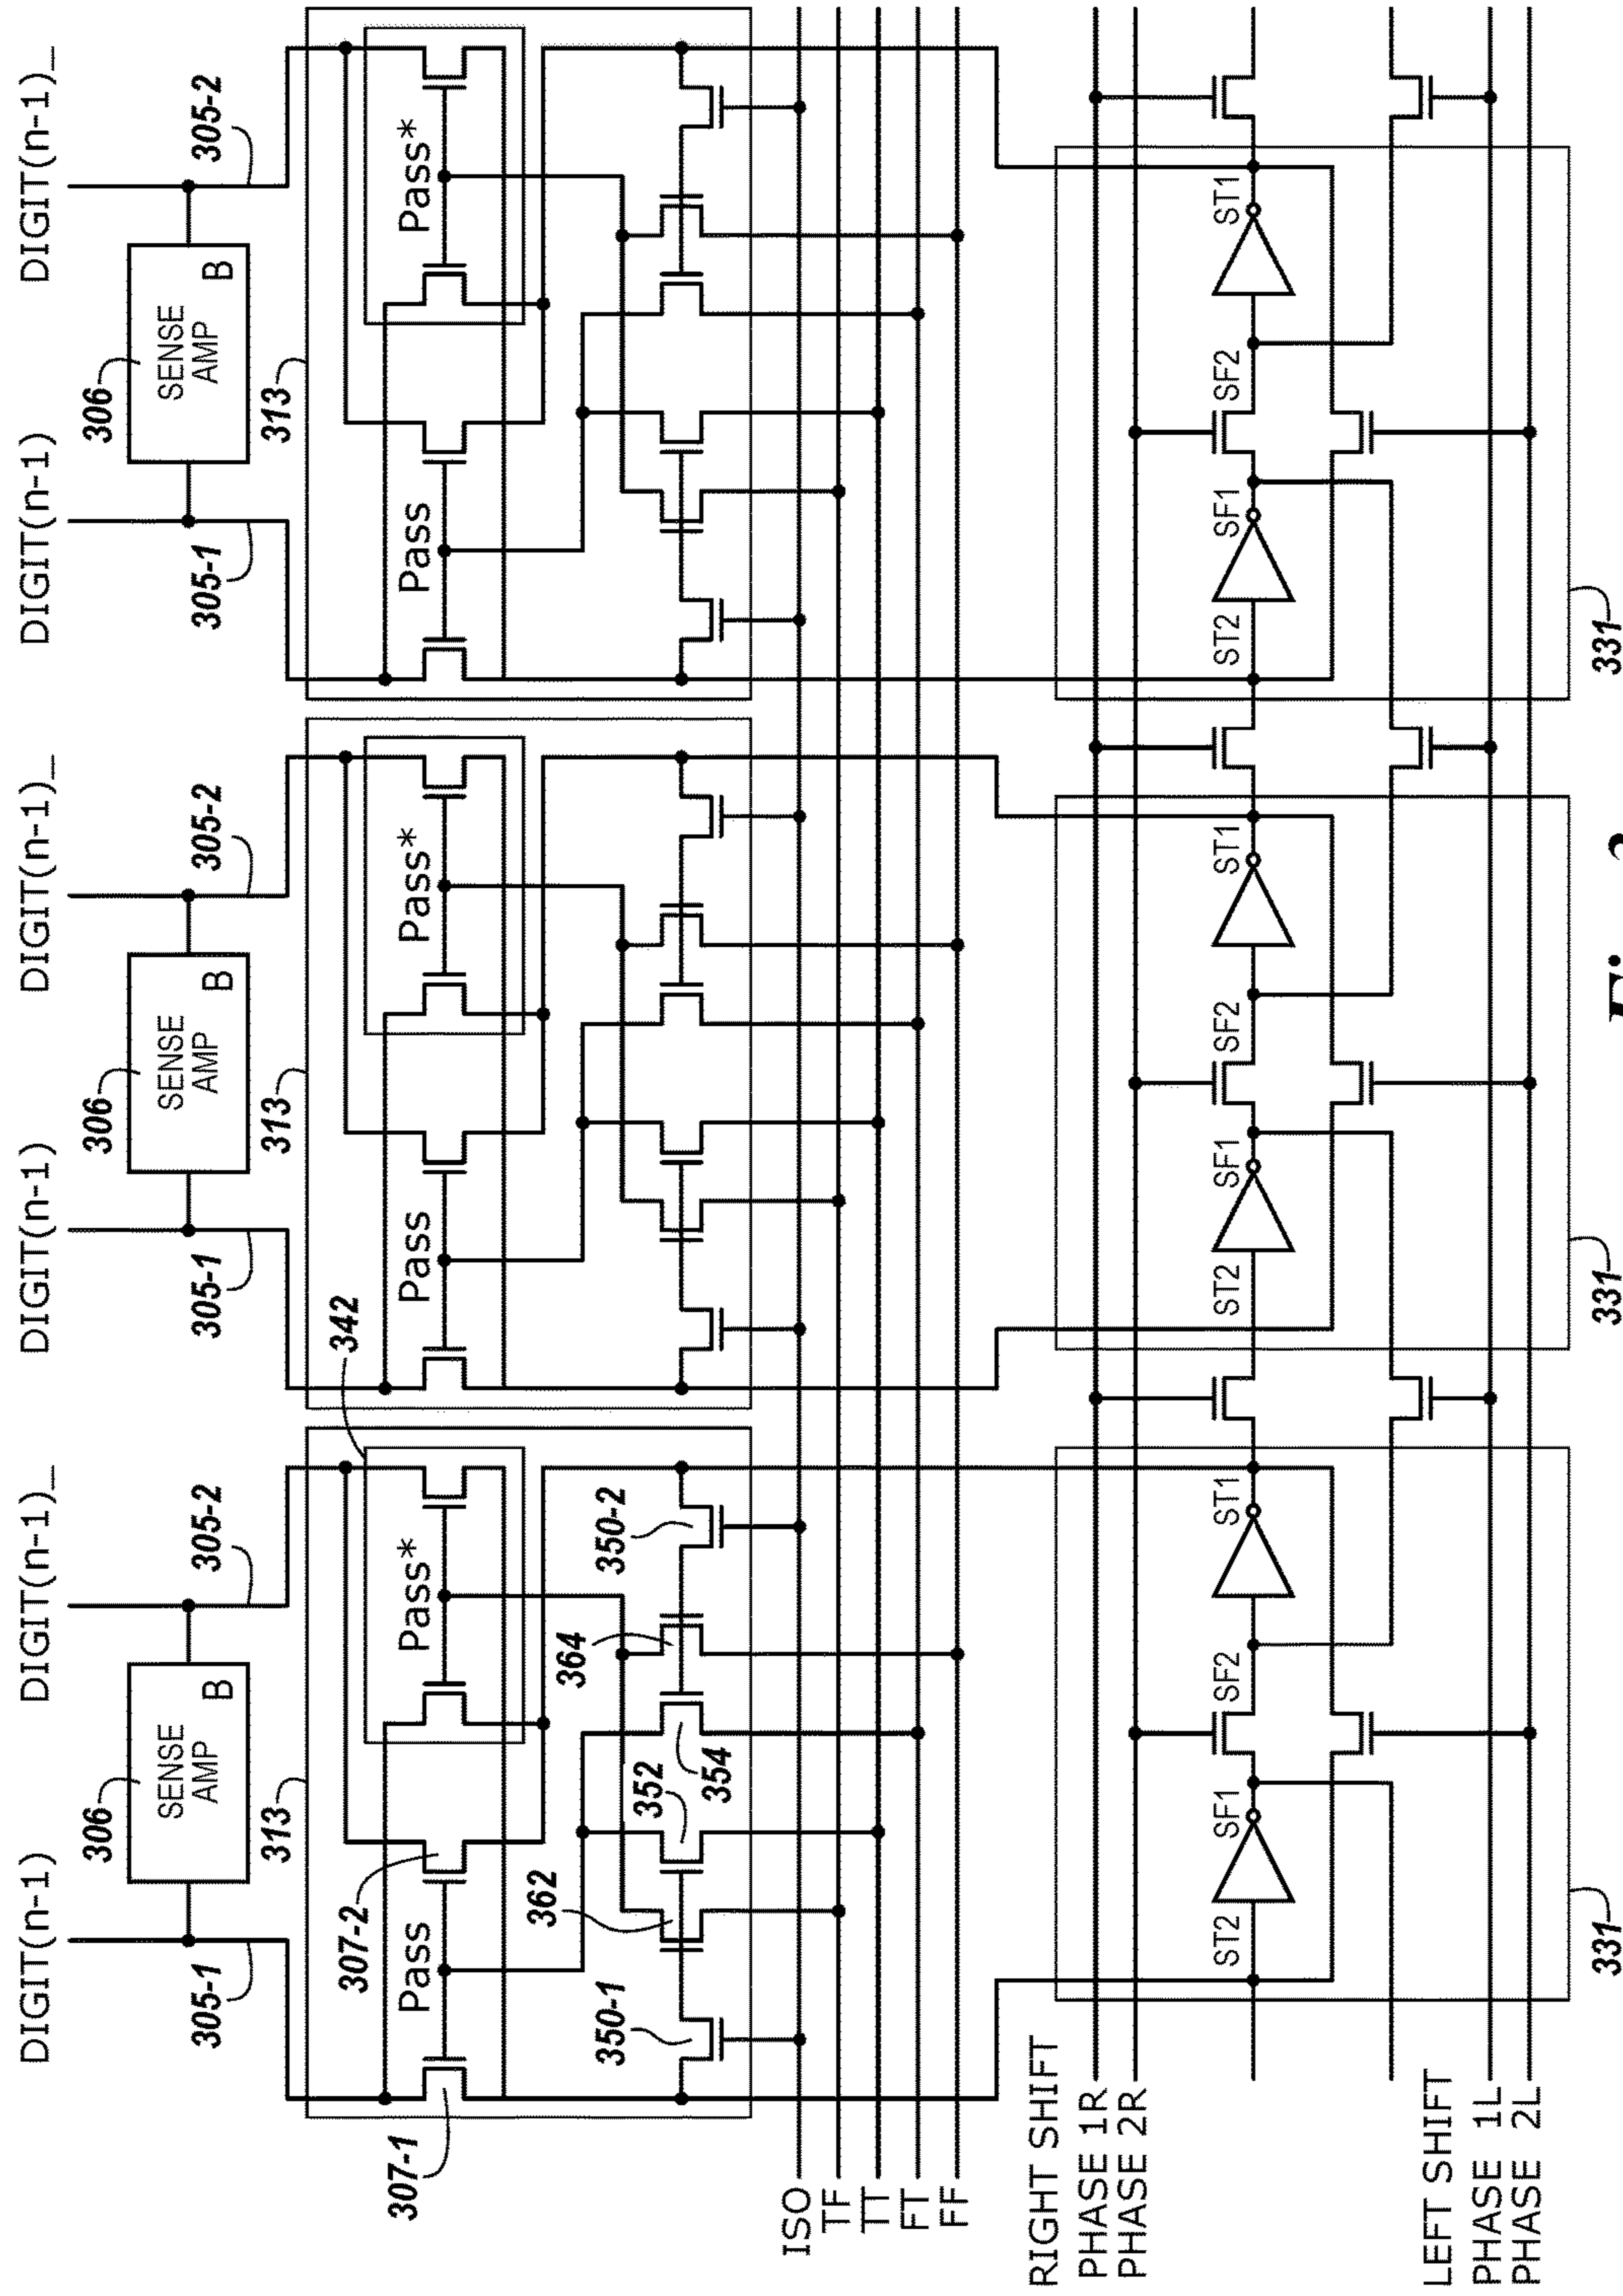 DIGIT(n-1) DIGIT(n-1)_ DIGIT(n-1) DIGIT(n-1)_ DIGIT(n-1) DIGIT(n-1)_
306 306 306
SENSE AMP B SENSE AMP B SENSE AMP B
305-1 305-2 305-1 305-2 305-1 305-2
313 313 313
342
307-2
307-1 Pass Pass* Pass Pass* Pass Pass*
362 364
350-1 352 350-2
354
ISO
TF
TT
FT
FF
RIGHT SHIFT
PHASE 1R
PHASE 2R
ST2 SF1 SF2 ST1 ST2 SF1 SF2 ST1 ST2 SF1 SF2 ST1
LEFT SHIFT
PHASE 1L
PHASE 2L
331 331 331